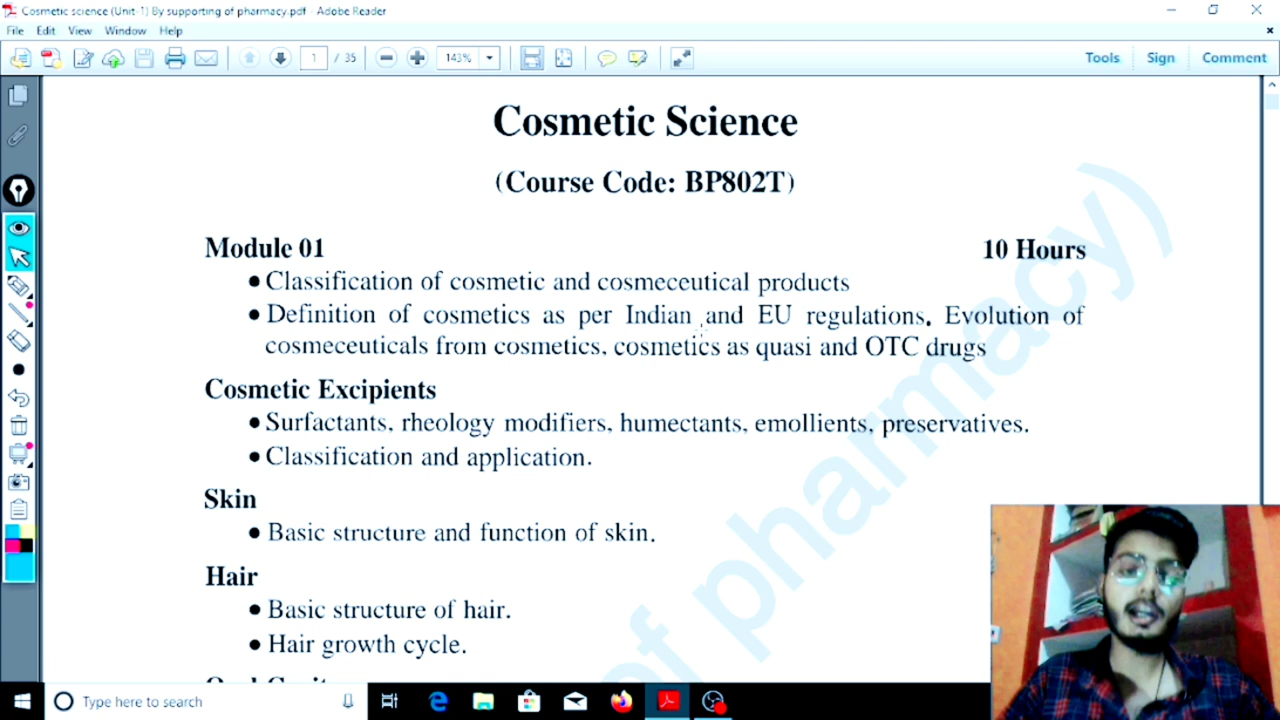 Cosmetic science (Unit-1) By supporting of pharmacy.pdf - Adobe Reader
File Edit View Window Help
1 / 35 143% Tools Sign Comment
Cosmetic Science
(Course Code: BP802T)
Module 01 10 Hours
● Classification of cosmetic and cosmeceutical products
● Definition of cosmetics as per Indian and EU regulations. Evolution of
cosmeceuticals from cosmetics, cosmetics as quasi and OTC drugs
Cosmetic Excipients
● Surfactants, rheology modifiers, humectants, emollients, preservatives.
● Classification and application.
Skin
● Basic structure and function of skin.
Hair
● Basic structure of hair.
● Hair growth cycle.
of pharmacy)
Type here to search